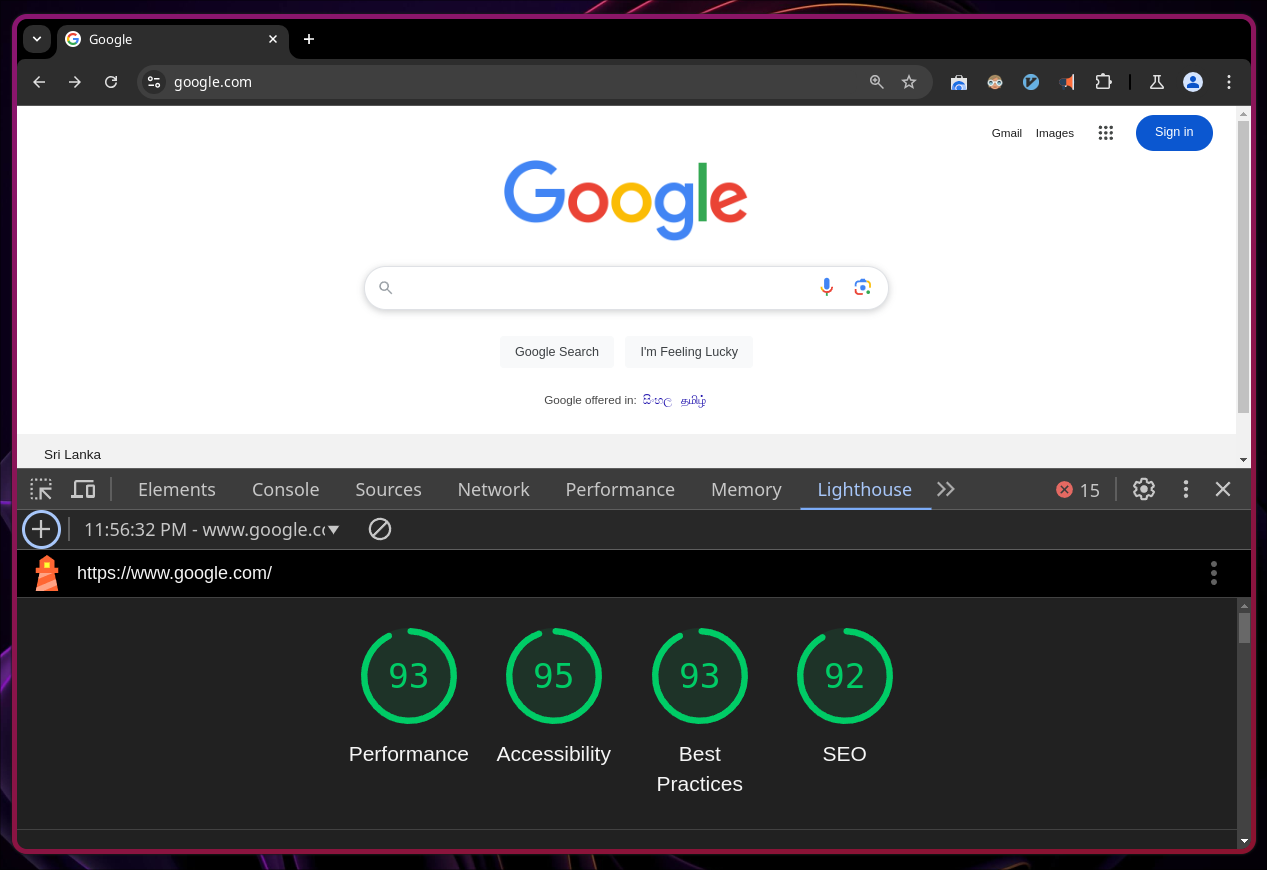 Google
google.com
Gmail Images Sign in
Google
Google Search I'm Feeling Lucky
Google offered in: සිංහල தமிழ்
Sri Lanka
Elements Console Sources Network Performance Memory Lighthouse 15
11:56:32 PM - www.google.co
https://www.google.com/
93 95 93 92
Performance Accessibility Best Practices SEO